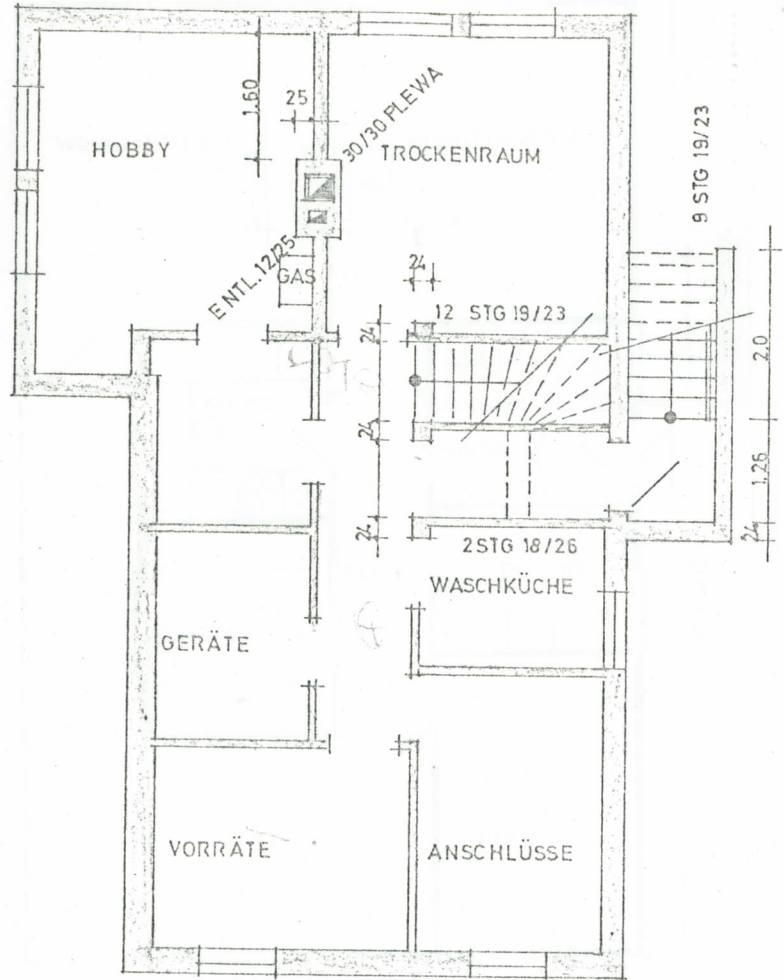 1.60
25
30/30 PLEWA
HOBBY
TROCKENRAUM
9 STG 19/23
ENTL. 12/25
GAS
24
12 STG 19/23
24
2.0
24
1.26
24
24
2STG 18/26
WASCHKÜCHE
GERÄTE
VORRÄTE
ANSCHLÜSSE